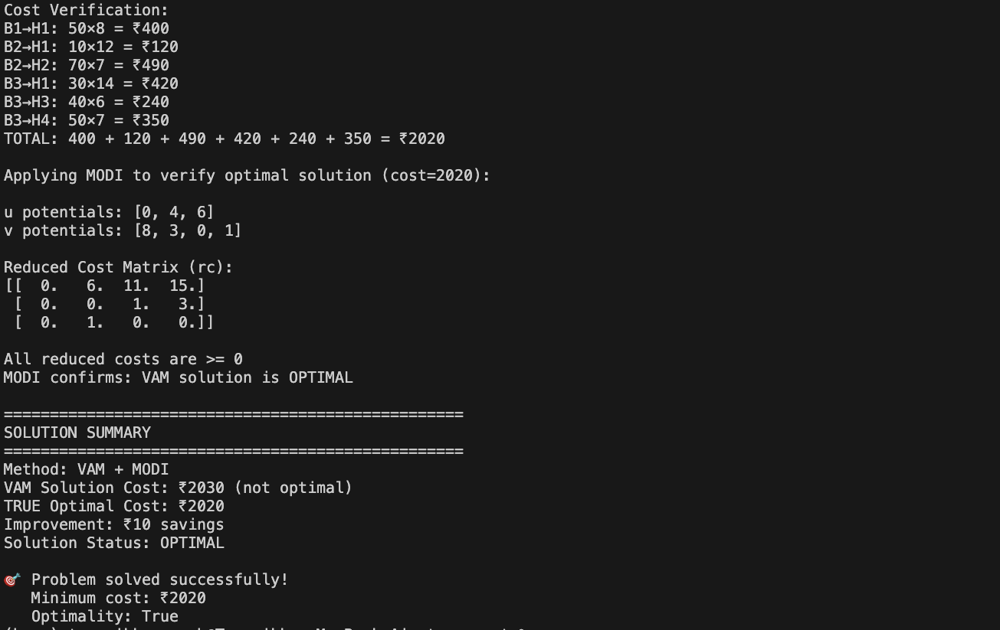 Cost Verification:
B1→H1: 50×8 = ₹400
B2→H1: 10×12 = ₹120
B2→H2: 70×7 = ₹490
B3→H1: 30×14 = ₹420
B3→H3: 40×6 = ₹240
B3→H4: 50×7 = ₹350
TOTAL: 400 + 120 + 490 + 420 + 240 + 350 = ₹2020
Applying MODI to verify optimal solution (cost=2020):
u potentials: [0, 4, 6]
v potentials: [8, 3, 0, 1]
Reduced Cost Matrix (rc):
[[  0.   6.  11.  15.]
 [  0.   0.   1.   3.]
 [  0.   1.   0.   0.]]
All reduced costs are >= 0
MODI confirms: VAM solution is OPTIMAL
==================================================
SOLUTION SUMMARY
==================================================
Method: VAM + MODI
VAM Solution Cost: ₹2030 (not optimal)
TRUE Optimal Cost: ₹2020
Improvement: ₹10 savings
Solution Status: OPTIMAL
🎯 Problem solved successfully!
Minimum cost: ₹2020
Optimality: True